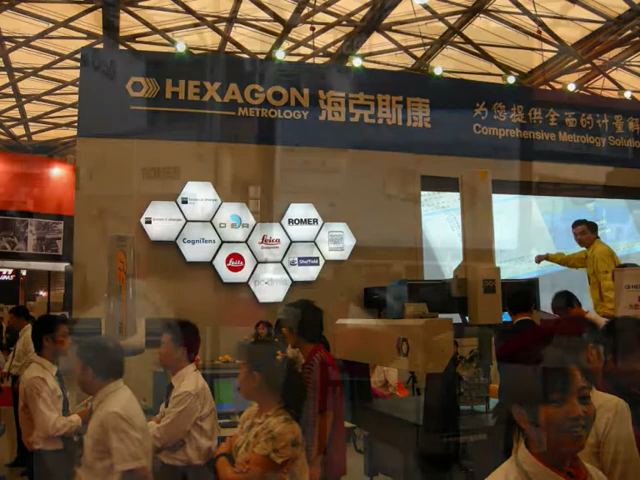 HEXAGON 海克斯康
METROLOGY
为您提供全面的计量解
Comprehensive Metrology Solutio
DEA
ROMER
CogniTens
Leica
Leitz
Sheffield